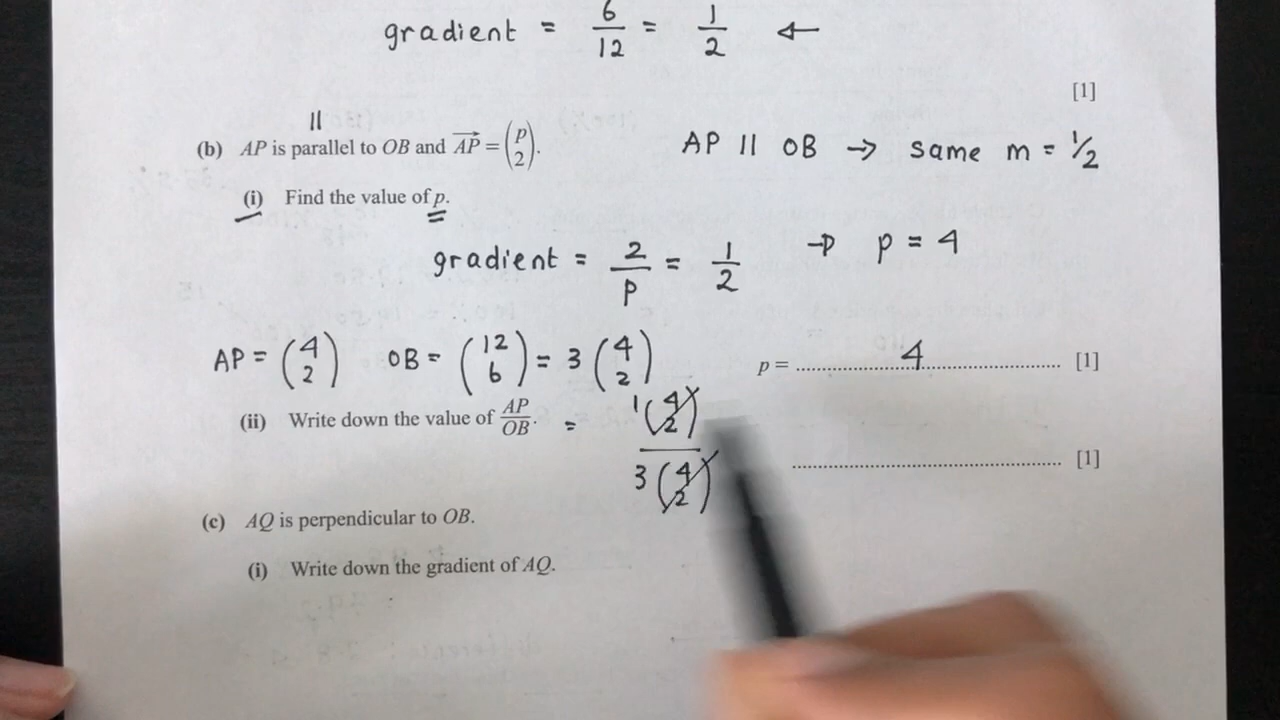 gradient = 6/12 = 1/2 ←
[1]
||
(b) AP is parallel to OB and AP→ = (p 2).
AP || OB → same m = 1/2
(i) Find the value of p.
gradient = 2/p = 1/2 → p = 4
AP = (4 2) OB = (12 6) = 3 (4 2)
p = 4 [1]
(ii) Write down the value of AP/OB. = 1(4 2) / 3(4 2)
[1]
(c) AQ is perpendicular to OB.
(i) Write down the gradient of AQ.